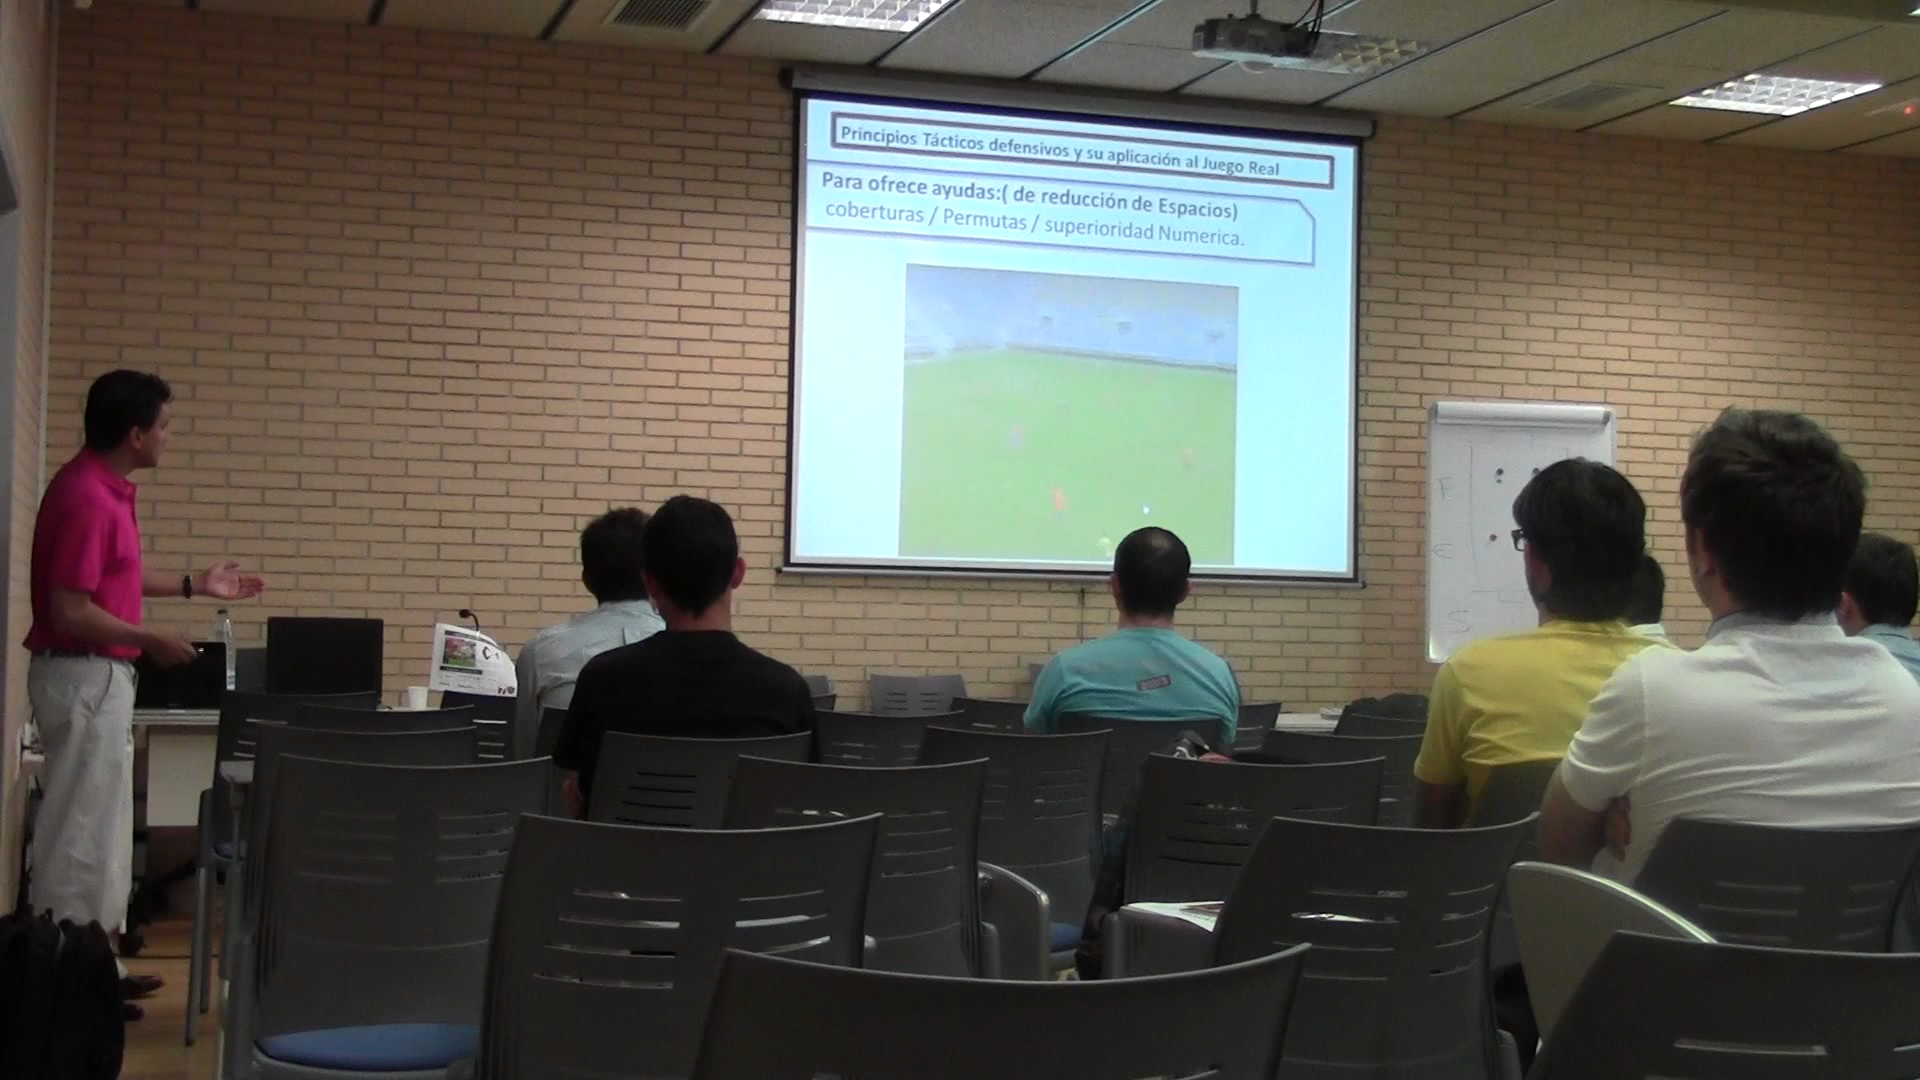 Principios Tácticos defensivos y su aplicación al Juego Real
Para ofrece ayudas:( de reducción de Espacios)
coberturas / Permutas / superioridad Numerica.
F
E
S